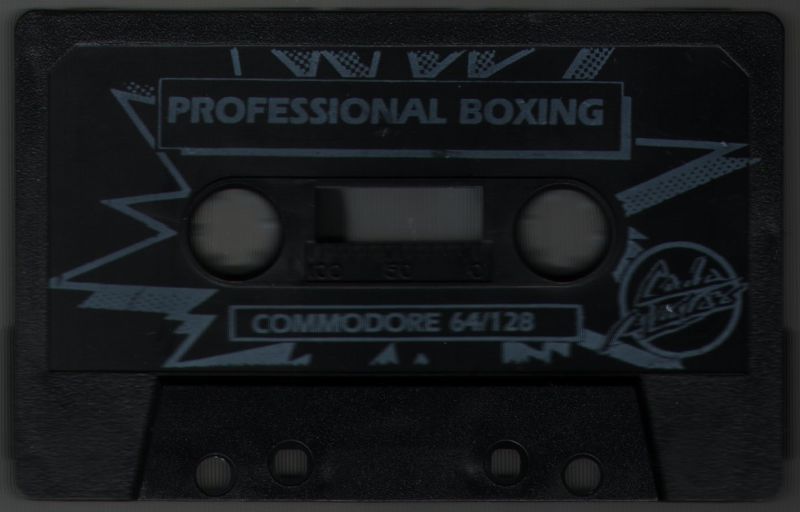 PROFESSIONAL BOXING
100 50 0
COMMODORE 64/128